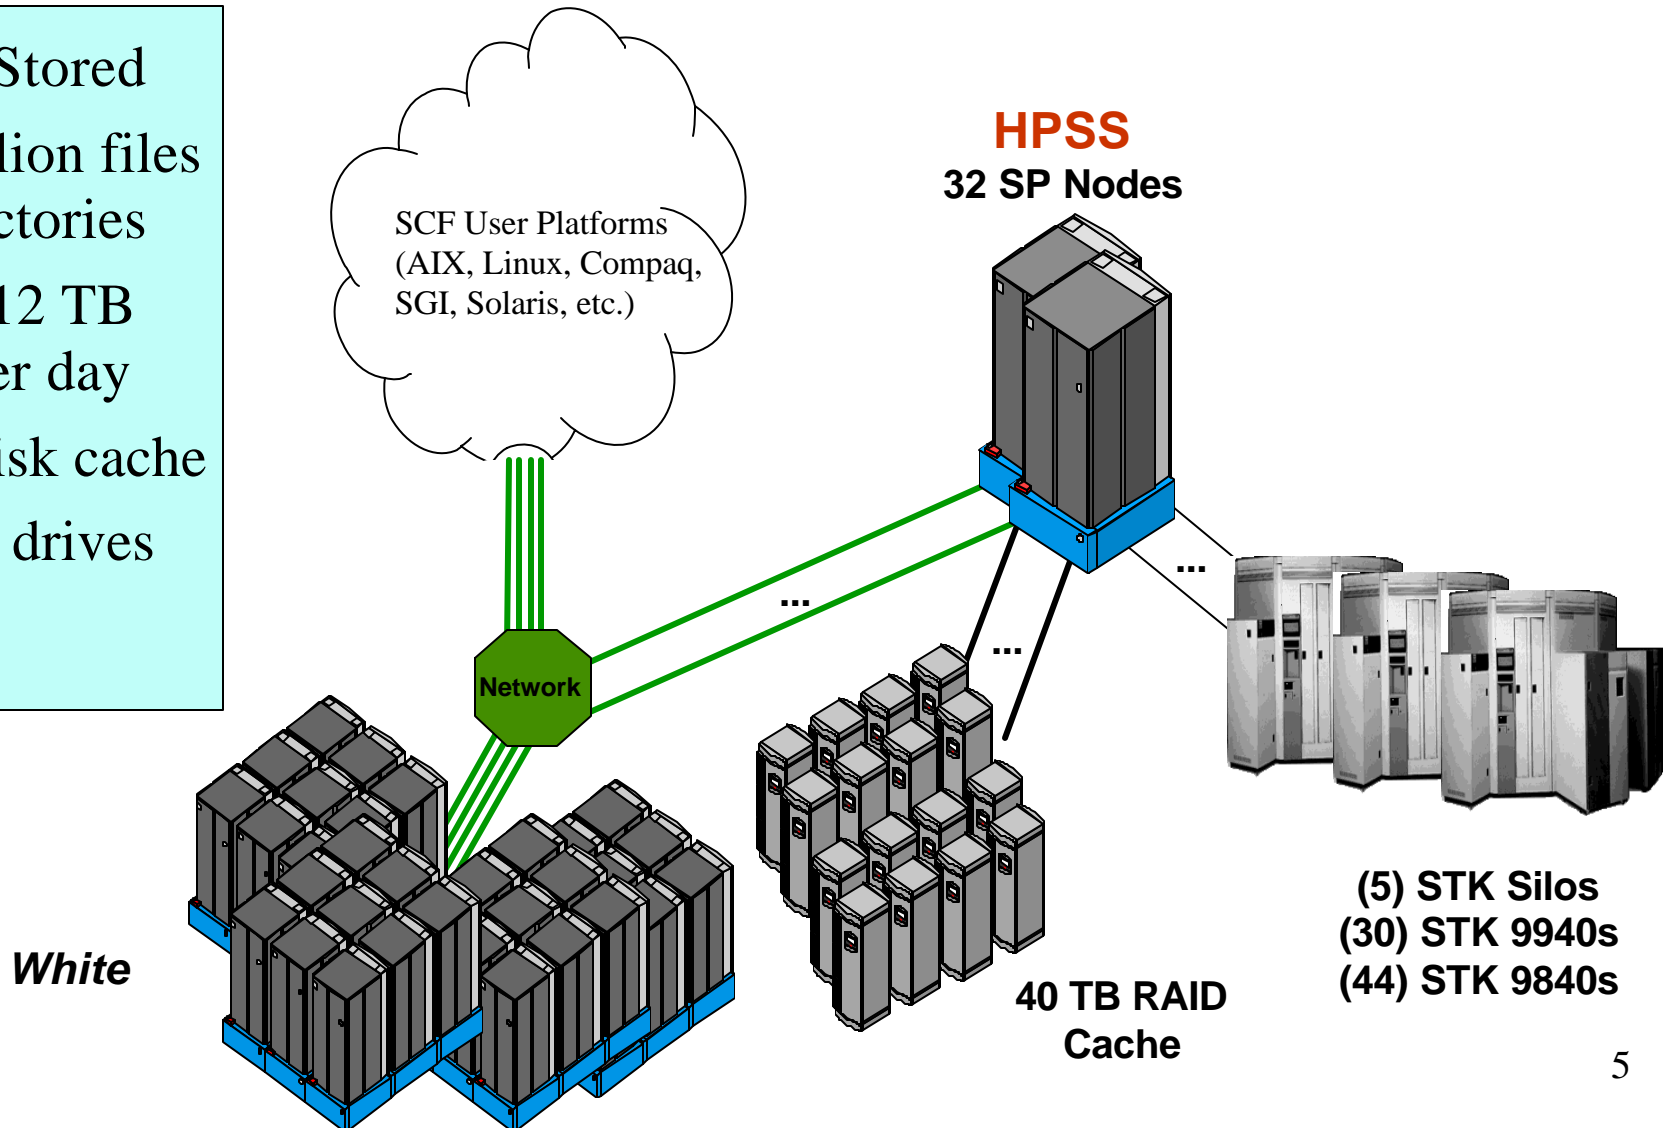 Stored
lion files
ctories
12 TB
er day
isk cache
drives
SCF User Platforms
(AIX, Linux, Compaq,
SGI, Solaris, etc.)
HPSS
32 SP Nodes
...
...
...
Network
White
40 TB RAID
Cache
(5) STK Silos
(30) STK 9940s
(44) STK 9840s
5